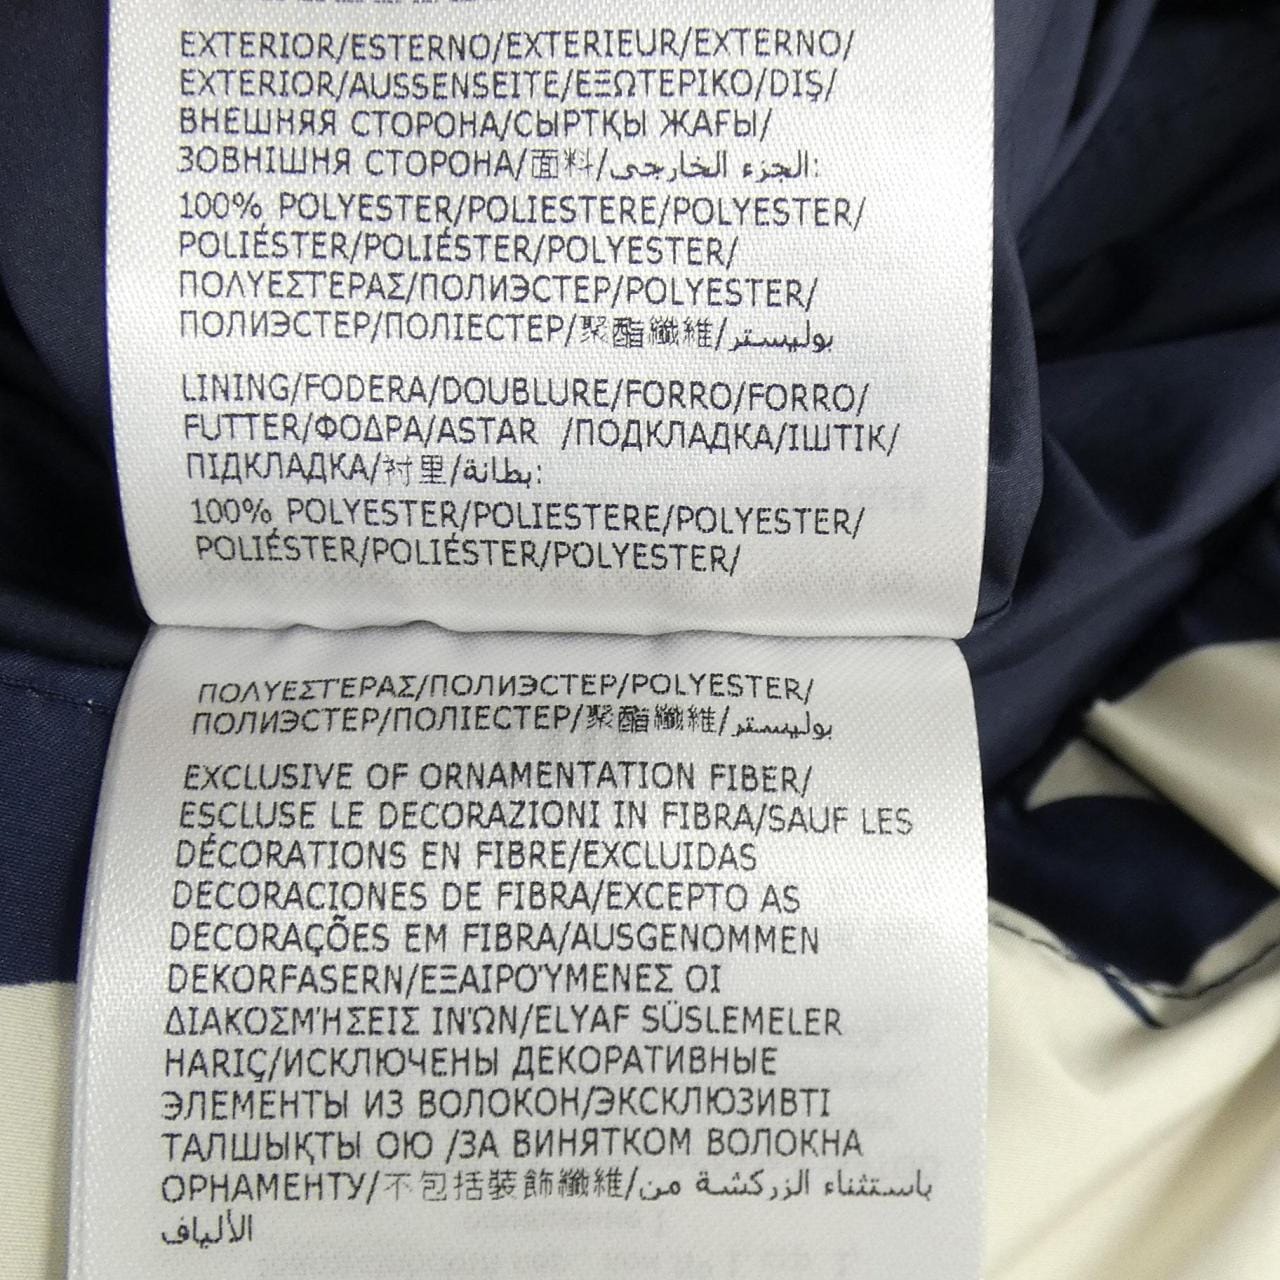 EXTERIOR/ESTERNO/EXTERIEUR/EXTERNO/
EXTERIOR/AUSSENSEITE/ΕΞΩΤΕΡΙΚΟ/DIŞ/
ВНЕШНЯЯ СТОРОНА/СЫРТҚЫ ЖАҒЫ/
ЗОВНІШНЯ СТОРОНА/面料/الجزء الخارجي:
100% POLYESTER/POLIESTERE/POLYESTER/
POLIÉSTER/POLIÉSTER/POLYESTER/
ΠΟΛΥΕΣΤΕΡΑΣ/ПОЛИЭСТЕР/POLYESTER/
ПОЛИЭСТЕР/ПОЛІЕСТЕР/聚酯纖維/بوليستر
LINING/FODERA/DOUBLURE/FORRO/FORRO/
FUTTER/ΦΟΔΡΑ/ASTAR /ПОДКЛАДКА/ІШТІК/
ПІДКЛАДКА/衬里/بطانة:
100% POLYESTER/POLIESTERE/POLYESTER/
POLIÉSTER/POLIÉSTER/POLYESTER/
ΠΟΛΥΕΣΤΕΡΑΣ/ПОЛИЭСТЕР/POLYESTER/
ПОЛИЭСТЕР/ПОЛІЕСТЕР/聚酯纖維/بوليستر
EXCLUSIVE OF ORNAMENTATION FIBER/
ESCLUSE LE DECORAZIONI IN FIBRA/SAUF LES
DÉCORATIONS EN FIBRE/EXCLUIDAS
DECORACIONES DE FIBRA/EXCEPTO AS
DECORAÇÕES EM FIBRA/AUSGENOMMEN
DEKORFASERN/ΕΞΑΙΡΟΎΜΕΝΕΣ ΟΙ
ΔΙΑΚΟΣΜΉΣΕΙΣ ΙΝΏΝ/ELYAF SÜSLEMELER
HARIÇ/ИСКЛЮЧЕНЫ ДЕКОРАТИВНЫЕ
ЭЛЕМЕНТЫ ИЗ ВОЛОКОН/ЭКСКЛЮЗИВТІ
ТАЛШЫҚТЫ ОЮ /ЗА ВИНЯТКОМ ВОЛОКНА
ОРНАМЕНТУ/不包括裝飾纖維/باستثناء الزركشة من
الألياف